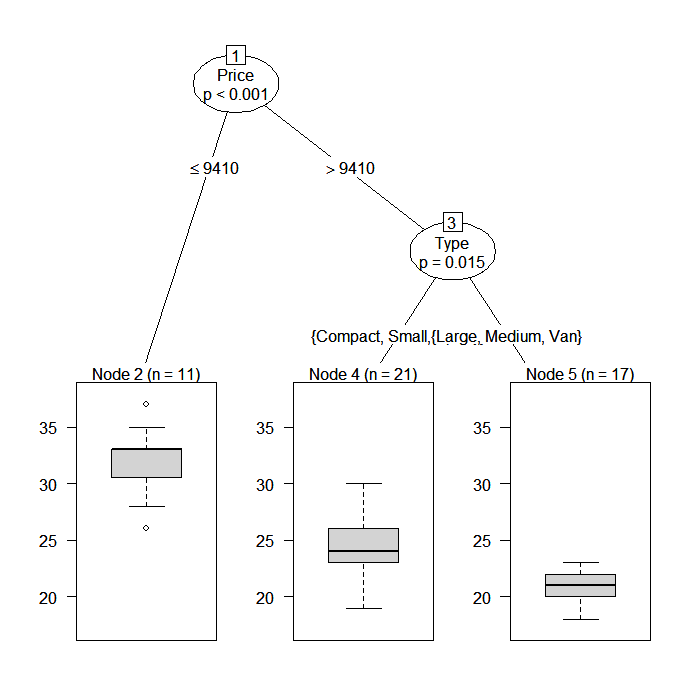 1
Price
p < 0.001
≤ 9410
> 9410
3
Type
p = 0.015
{Compact, Small,
{Large, Medium, Van}
Node 2 (n = 11)
35
30
25
20
Node 4 (n = 21)
35
30
25
20
Node 5 (n = 17)
35
30
25
20